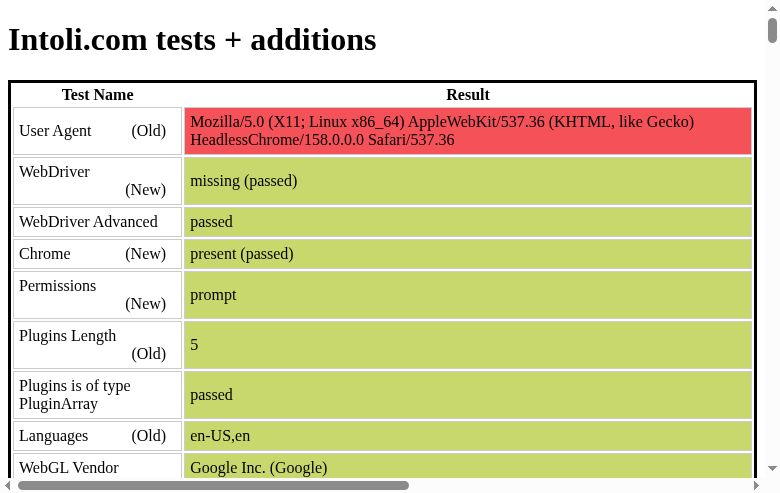 Intoli.com tests + additions
Test Name Result
User Agent (Old) Mozilla/5.0 (X11; Linux x86_64) AppleWebKit/537.36 (KHTML, like Gecko)
HeadlessChrome/158.0.0.0 Safari/537.36
WebDriver
(New) missing (passed)
WebDriver Advanced passed
Chrome (New) present (passed)
Permissions
(New) prompt
Plugins Length
(Old) 5
Plugins is of type
PluginArray passed
Languages (Old) en-US,en
WebGL Vendor Google Inc. (Google)